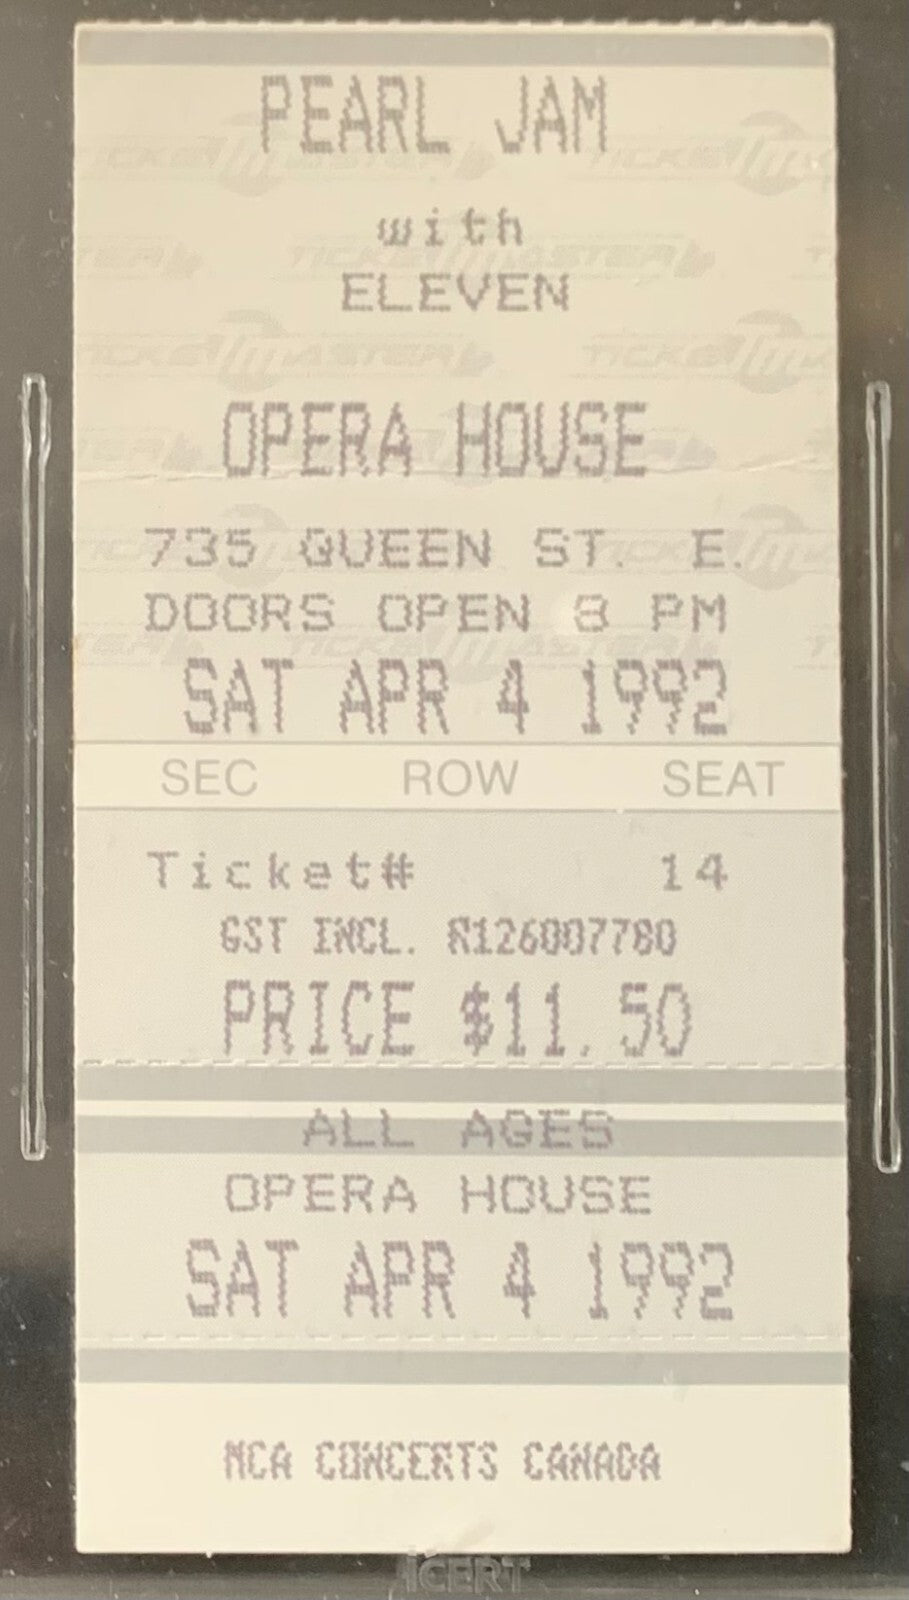 PEARL JAM
with
ELEVEN
OPERA HOUSE
735 QUEEN ST. E.
DOORS OPEN 8 PM
SAT APR 4 1992
SEC ROW SEAT
Ticket# 14
GST INCL. R126007780
PRICE $11.50
ALL AGES
OPERA HOUSE
SAT APR 4 1992
MCA CONCERTS CANADA
iCERT